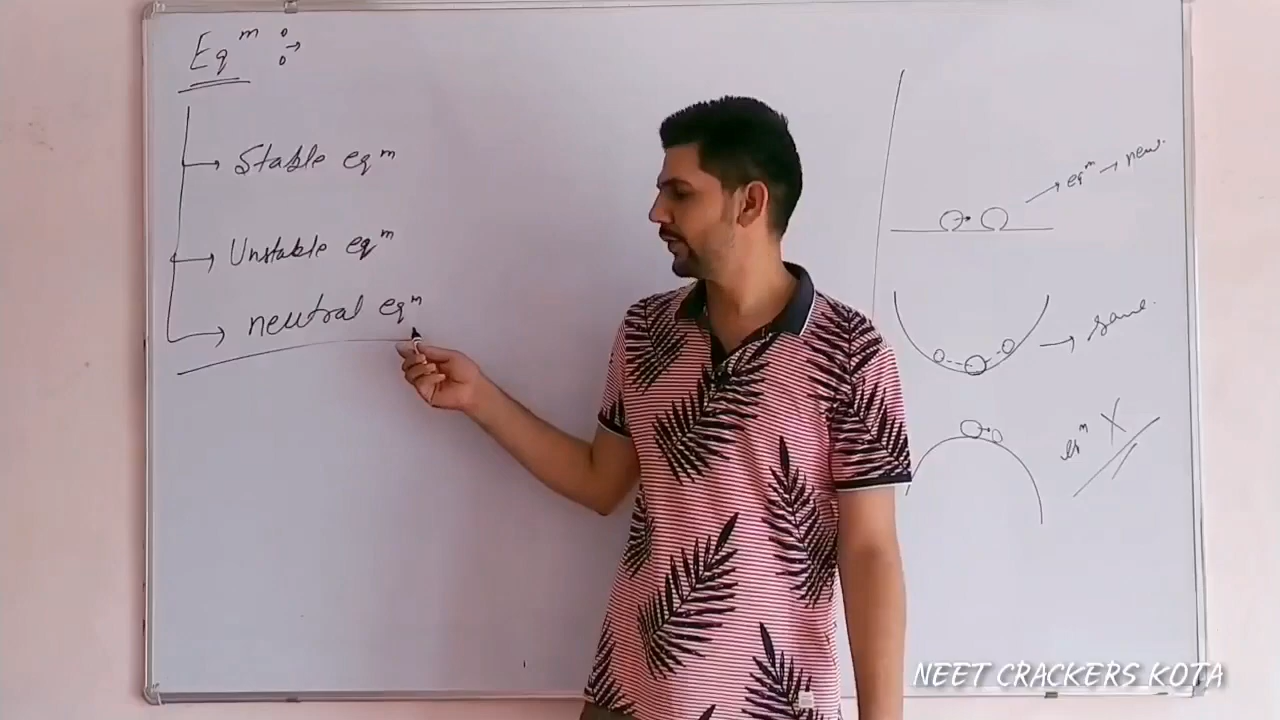 Eqᵐ :→
→ Stable eqᵐ
→ Unstable eqᵐ
→ neutral eqᵐ
→ eqᵐ → new.
→ same.
eqᵐ X
NEET CRACKERS KOTA